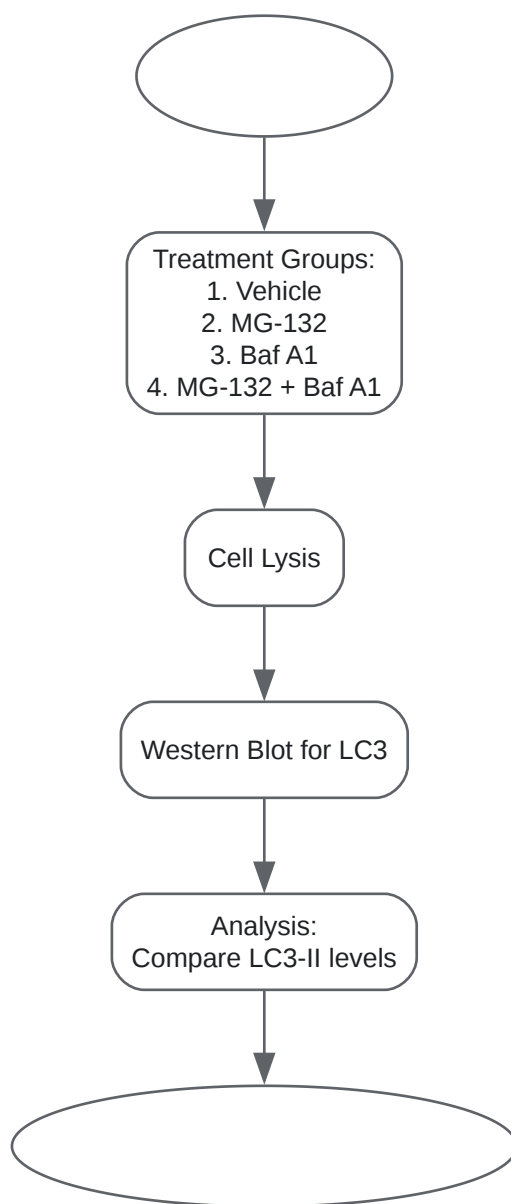 Treatment Groups:
1. Vehicle
2. MG-132
3. Baf A1
4. MG-132 + Baf A1
Cell Lysis
Western Blot for LC3
Analysis:
Compare LC3-II levels